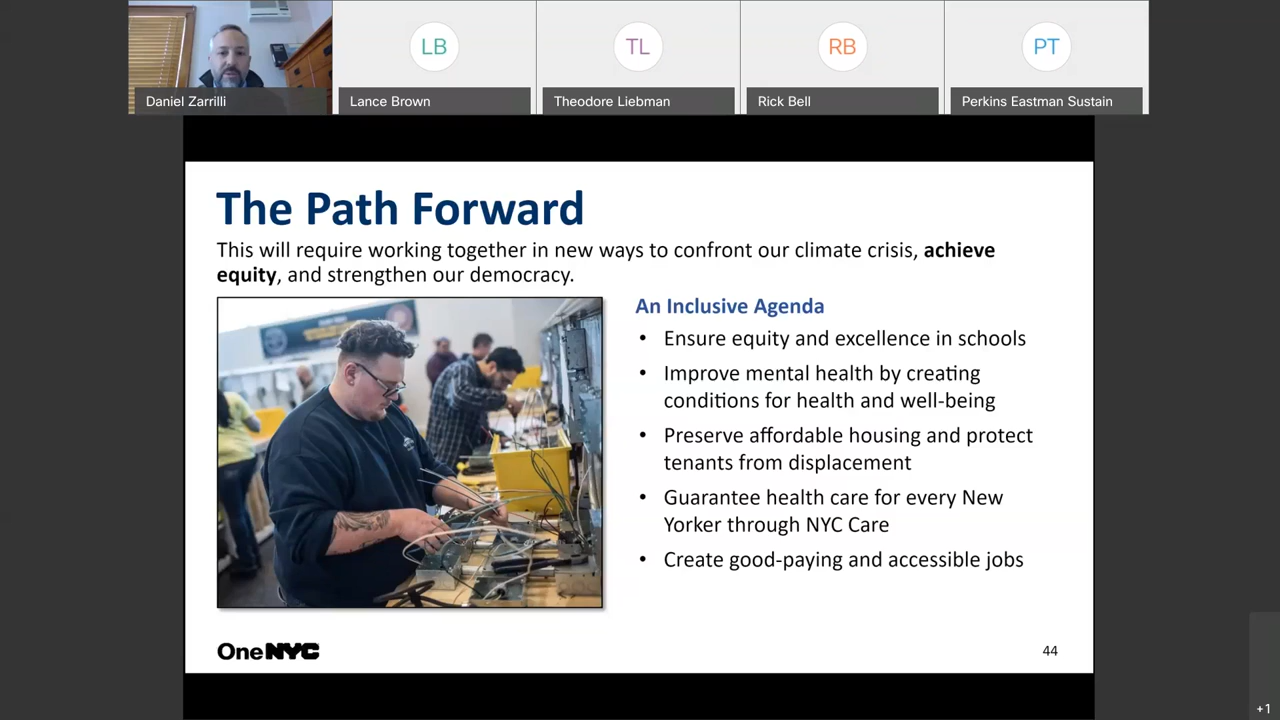 LB
TL
RB
PT
Daniel Zarrilli
Lance Brown
Theodore Liebman
Rick Bell
Perkins Eastman Sustain
The Path Forward
This will require working together in new ways to confront our climate crisis, achieve
equity, and strengthen our democracy.
An Inclusive Agenda
• Ensure equity and excellence in schools
• Improve mental health by creating
conditions for health and well-being
• Preserve affordable housing and protect
tenants from displacement
• Guarantee health care for every New
Yorker through NYC Care
• Create good-paying and accessible jobs
OneNYC
44
+1